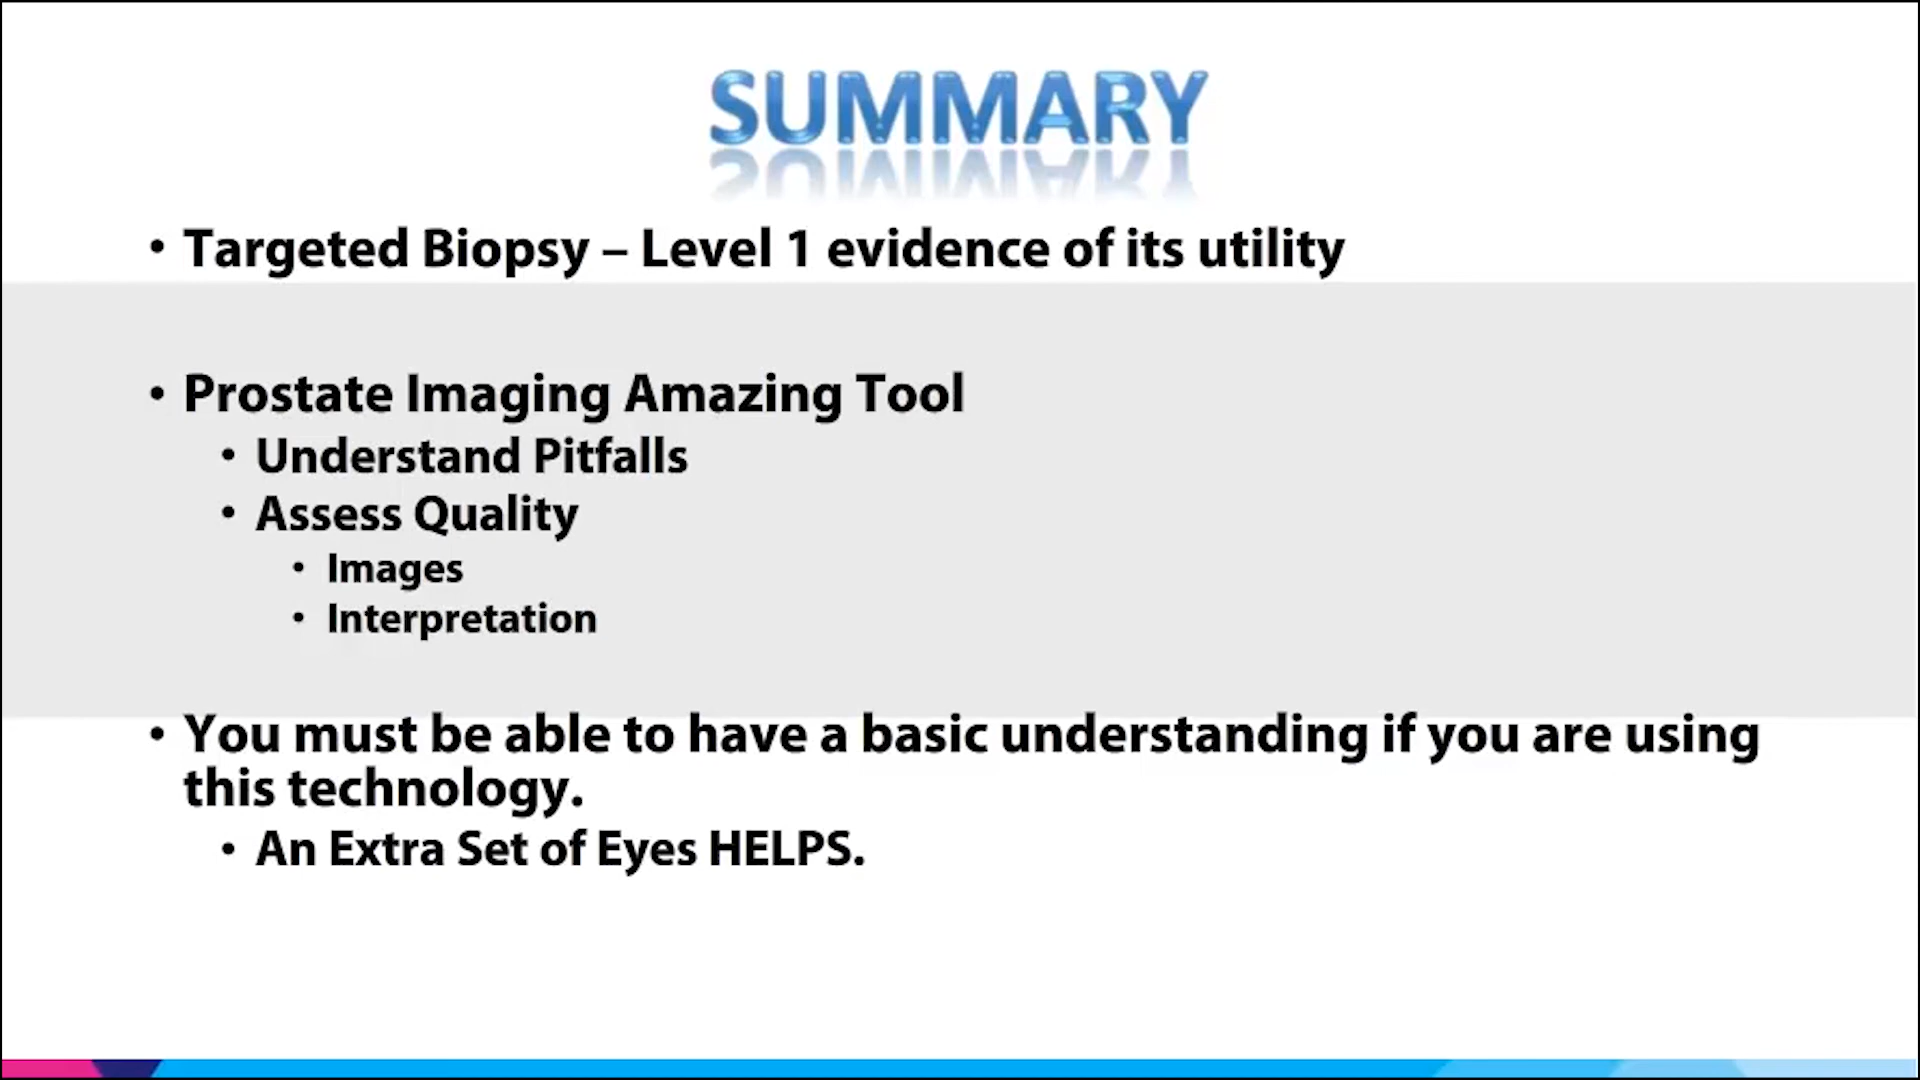 SUMMARY
• Targeted Biopsy – Level 1 evidence of its utility
• Prostate Imaging Amazing Tool
• Understand Pitfalls
• Assess Quality
• Images
• Interpretation
• You must be able to have a basic understanding if you are using
this technology.
• An Extra Set of Eyes HELPS.